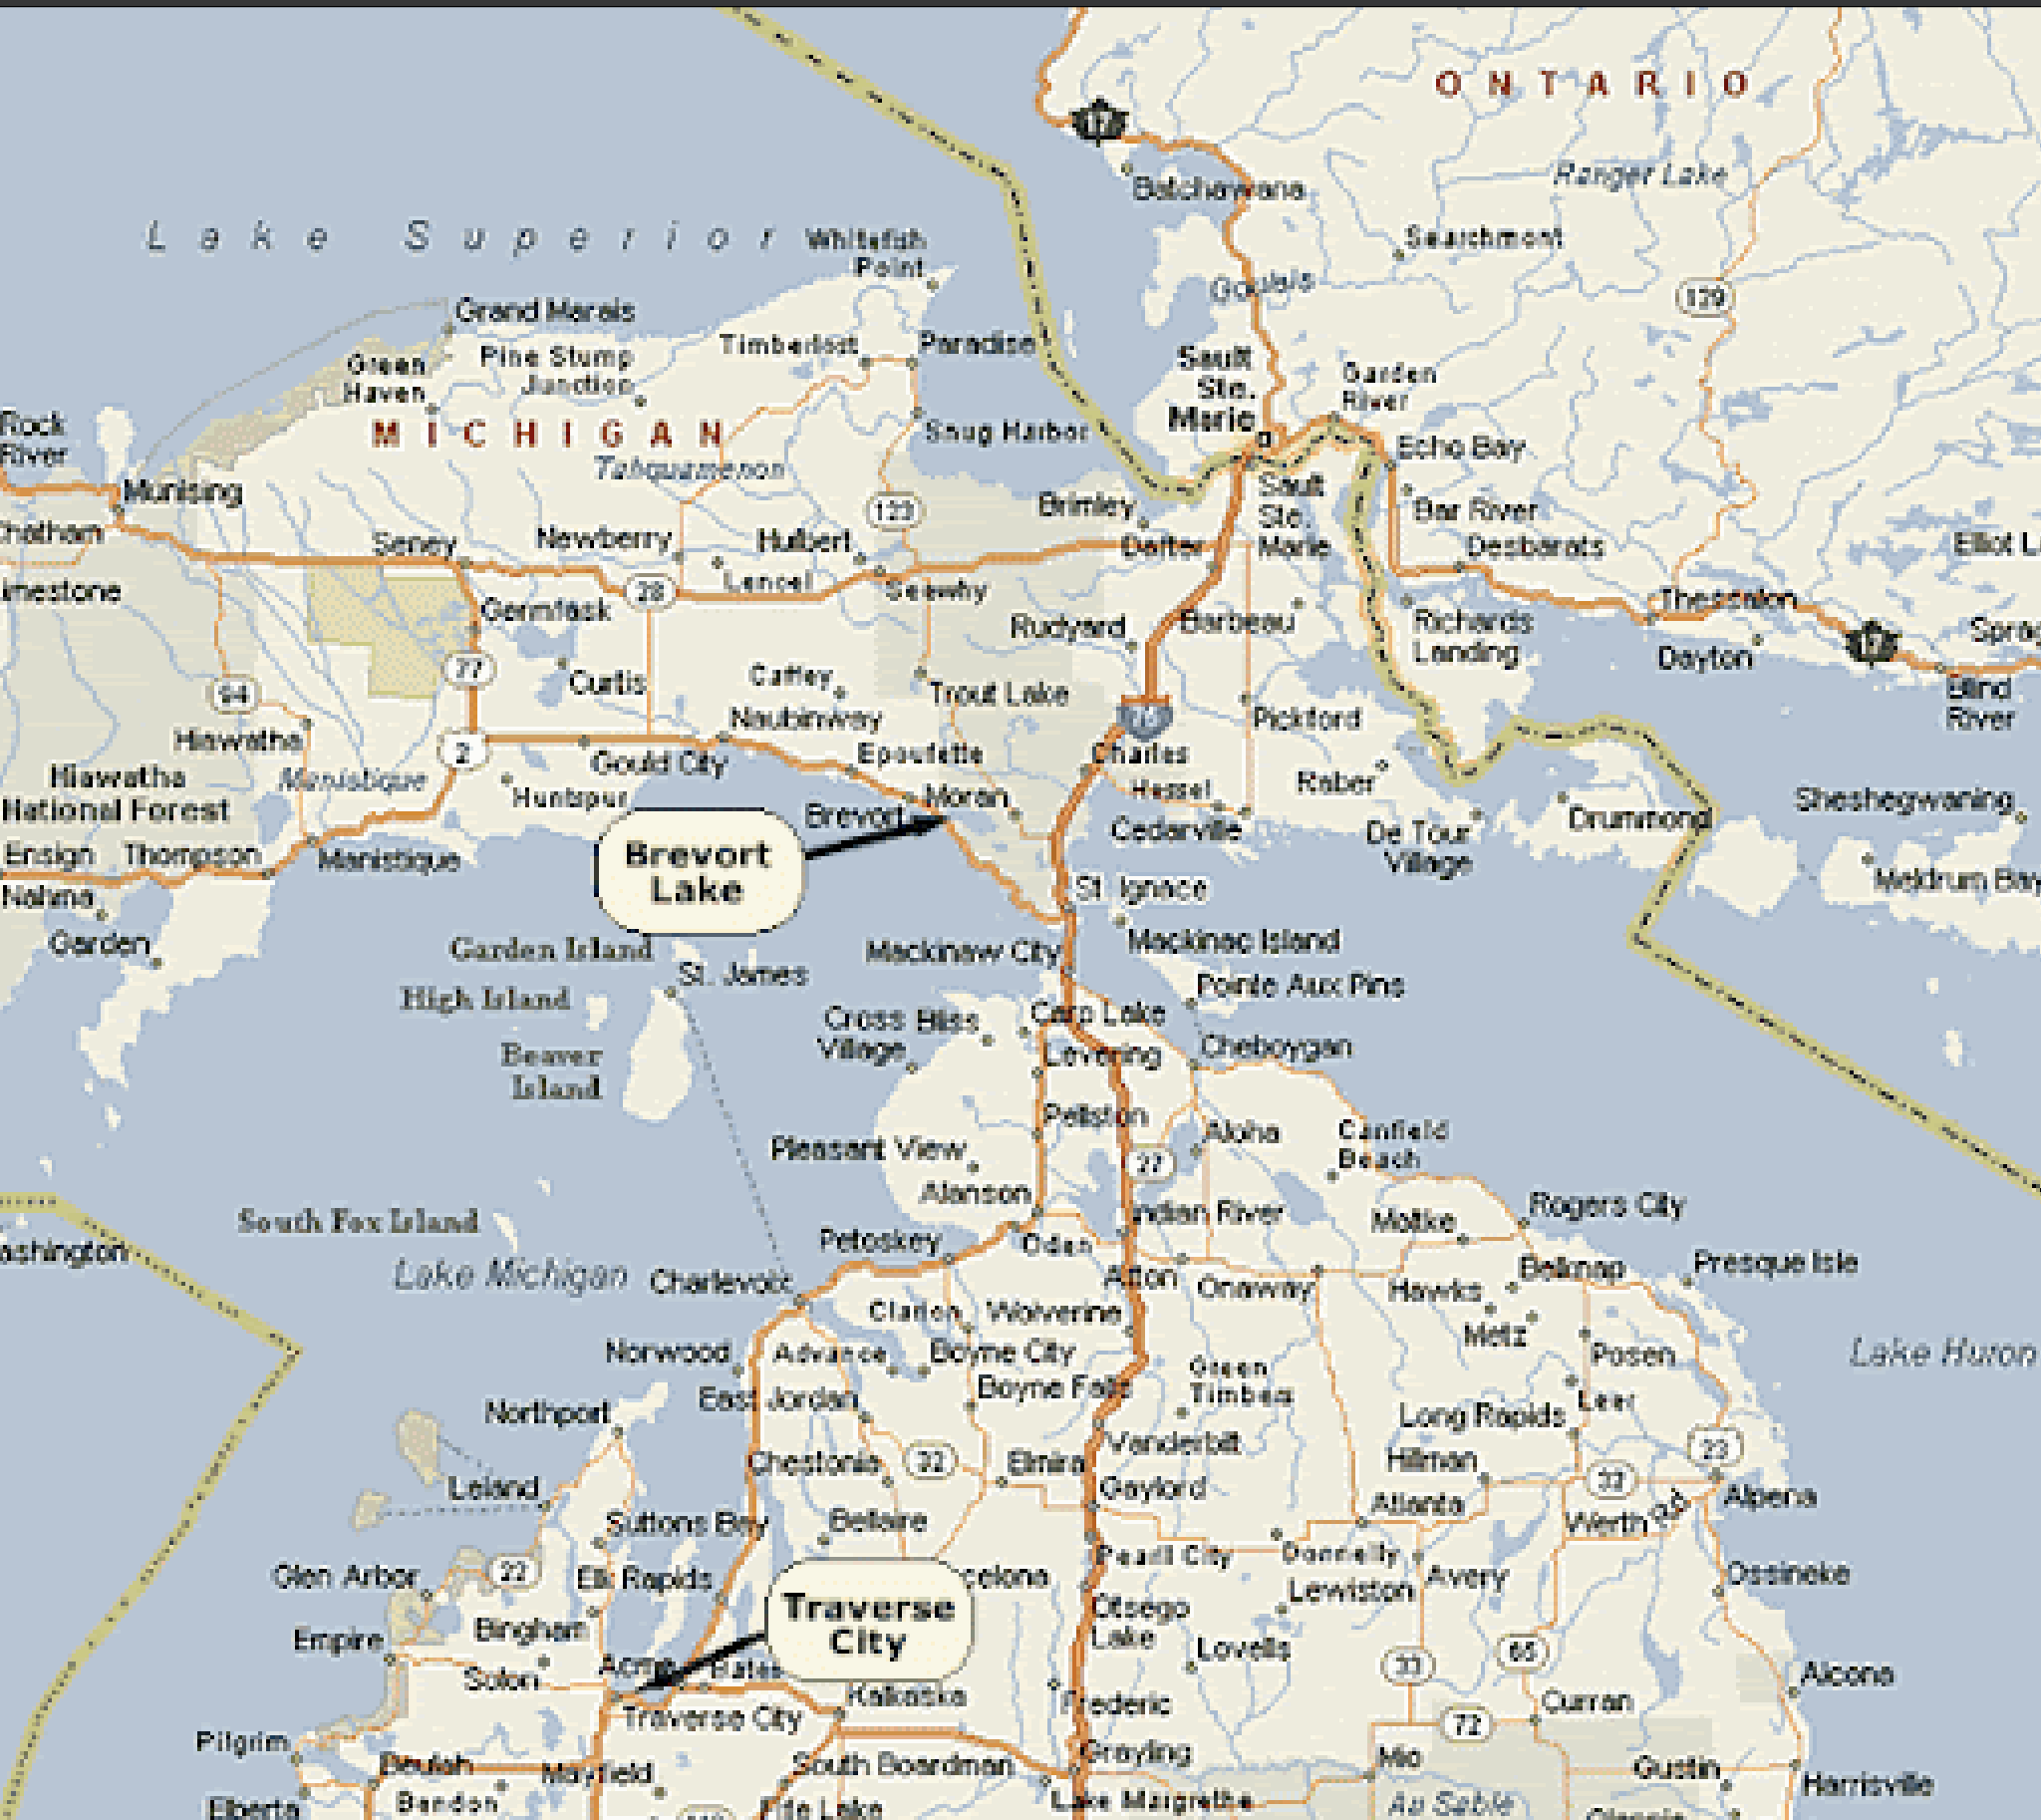 ONTARIO
17
Batchawana
Ranger Lake
Searchmont
Lake Superior
Whitefish
Point
Goulais
129
Grand Marais
Green
Haven
Pine Stump
Junction
Timberlost
Paradise
Sault
Ste.
Marie
Garden
River
Rock
River
MICHIGAN
Snug Harbor
Echo Bay
Tahquamenon
Munising
123
Brimley
Sault
Ste.
Marie
Bar River
Chatham
Seney
Newberry
Hulbert
Dafter
Desbarats
Elliot L
imestone
28
Lencel
Germfask
Rudyard
Barbeau
Richards
Landing
Thessalon
Dayton
17
Spra
77
Curtis
Caffey
Trout Lake
94
Naubinway
75
Pickford
Blind
River
Hiawatha
2
Gould City
Epoufette
Charles
Hiawatha
National Forest
Manistique
Huntspur
Moran
Hessel
Raber
Brevort
Cedarville
De Tour
Village
Drummond
Sheshegwaning
Ensign
Thompson
Manistique
Brevort
Lake
St. Ignace
Meldrum Bay
Nahma
Garden
Garden Island
Mackinaw City
Mackinac Island
St. James
High Island
Pointe Aux Pins
Cross
Village
Bliss
Carp Lake
Beaver
Island
Levering
Cheboygan
Pellston
Aloha
Canfield
Beach
Pleasant View
27
Alanson
South Fox Island
Indian River
Moltke
Rogers City
ashington
Lake Michigan
Petoskey
Oden
Charlevoix
Afton
Onaway
Hawks
Belknap
Presque Isle
Clarion
Wolverine
Metz
Norwood
Advance
Boyne City
Green
Timbers
Posen
Lake Huron
East Jordan
Boyne Falls
Leer
Northport
Long Rapids
Vanderbilt
23
Chestonia
32
Elmira
Hillman
32
Leland
Gaylord
Atlanta
Alpena
Suttons Bay
Bellaire
Werth Rd
Pearl City
Donnelly
Glen Arbor
22
Elk Rapids
celona
Lewiston
Avery
Ossineke
Traverse
City
Otsego
Lake
Empire
Bingham
Lovells
33
65
Solon
Acme
Bates
Alcona
Kalkaska
Frederic
Curran
Traverse City
72
Pilgrim
Beulah
Mayfield
South Boardman
Grayling
Mio
Gustin
Harrisville
Elberta
Bendon
Fife Lake
Lake Margrethe
Au Sable